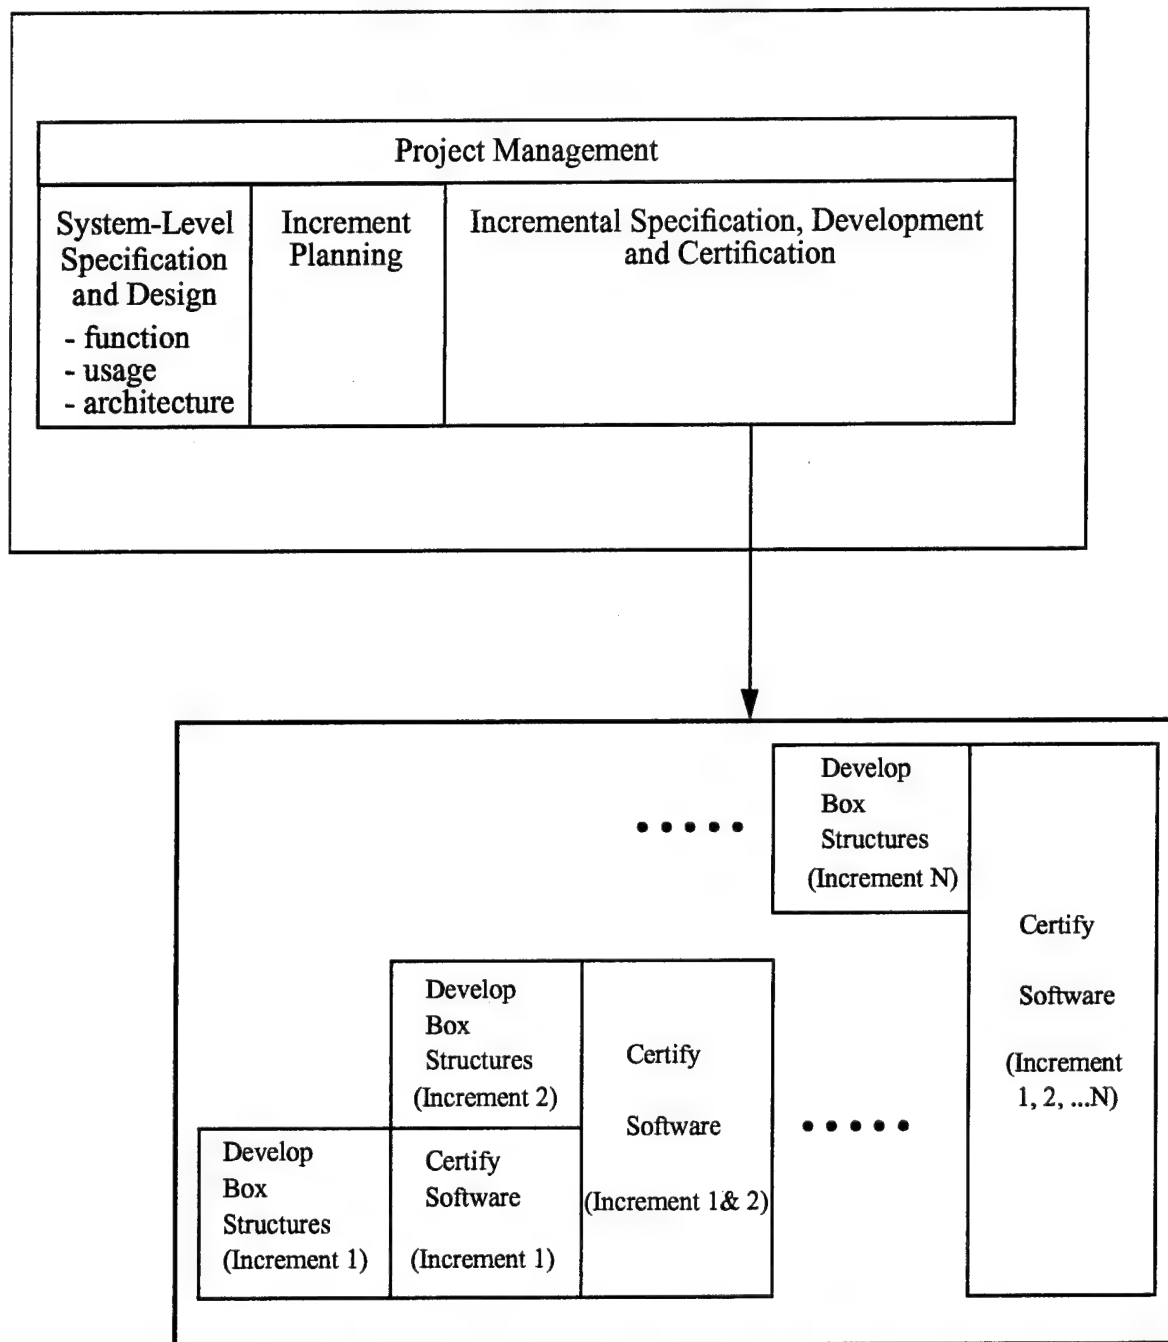 Project Management
System-Level
Specification
and Design
- function
- usage
- architecture
Increment
Planning
Incremental Specification, Development
and Certification
Develop
Box
Structures
(Increment N)
Certify
Software
(Increment
1, 2, ...N)
Develop
Box
Structures
(Increment 2)
Certify
Software
(Increment 1& 2)
Develop
Box
Structures
(Increment 1)
Certify
Software
(Increment 1)